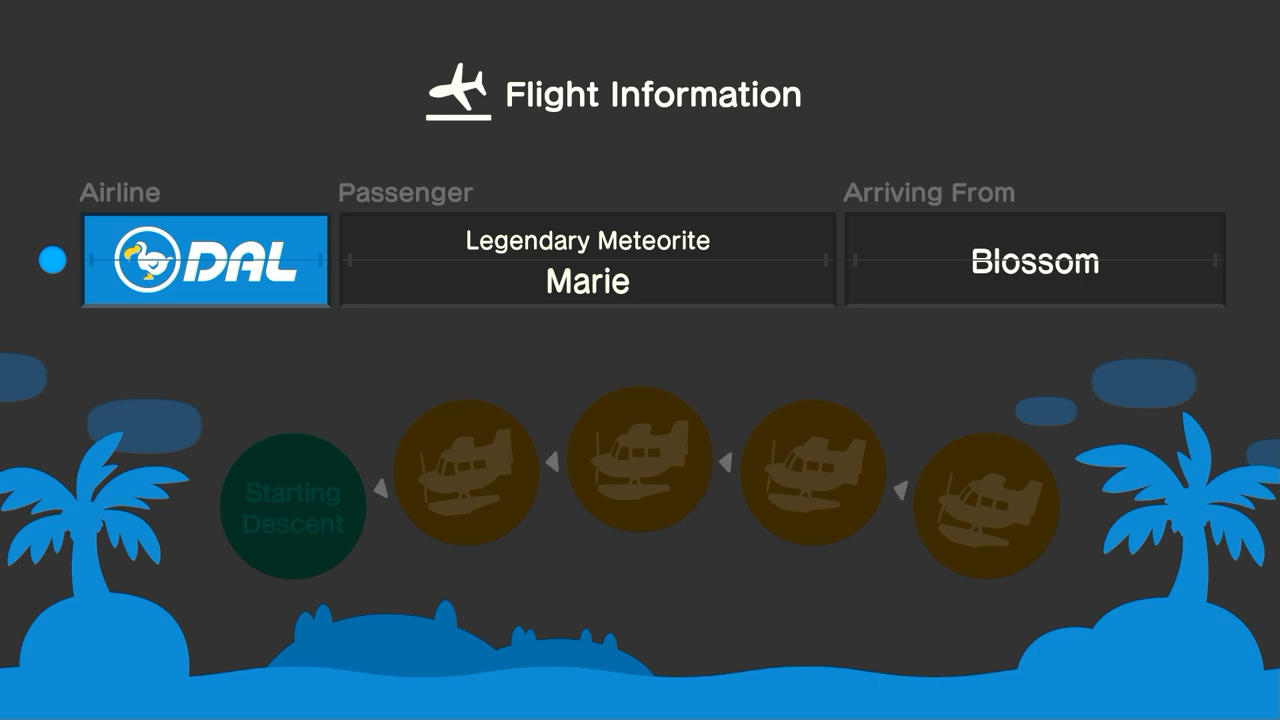 Flight Information
Airline
Passenger
Arriving From
DAL
Legendary Meteorite
Marie
Blossom
Starting
Descent